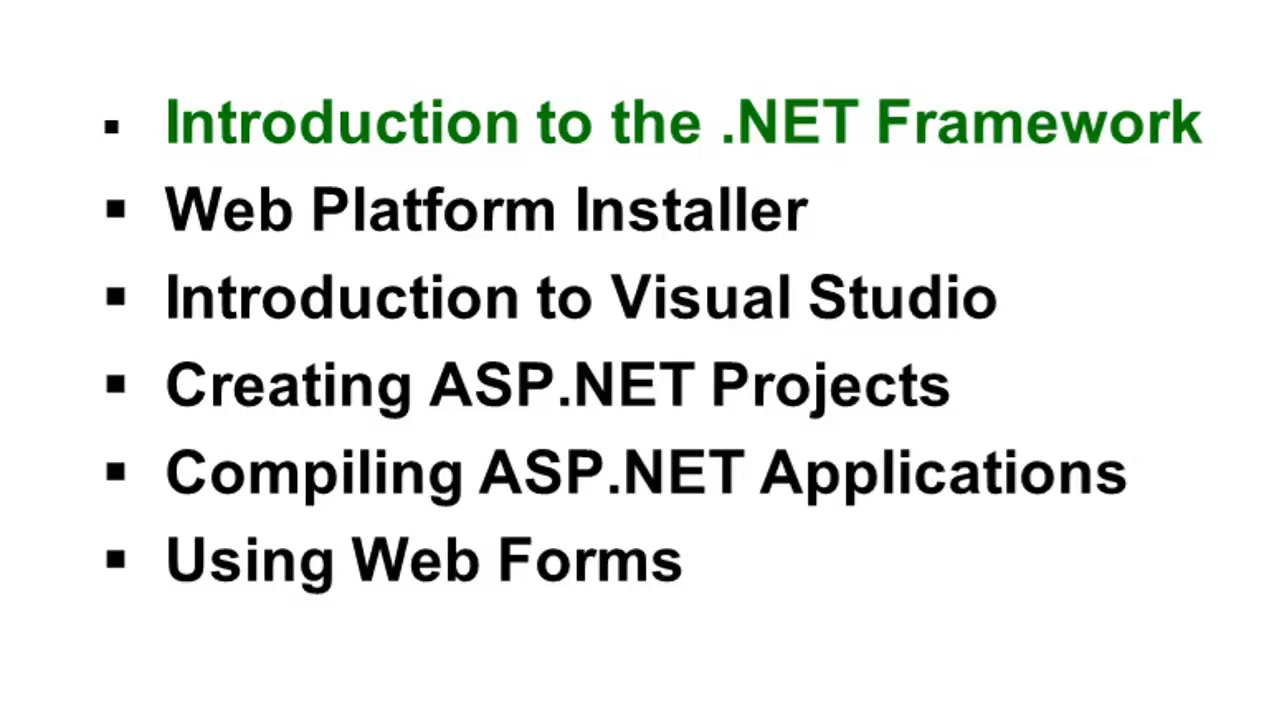 ▪ Introduction to the .NET Framework
▪ Web Platform Installer
▪ Introduction to Visual Studio
▪ Creating ASP.NET Projects
▪ Compiling ASP.NET Applications
▪ Using Web Forms